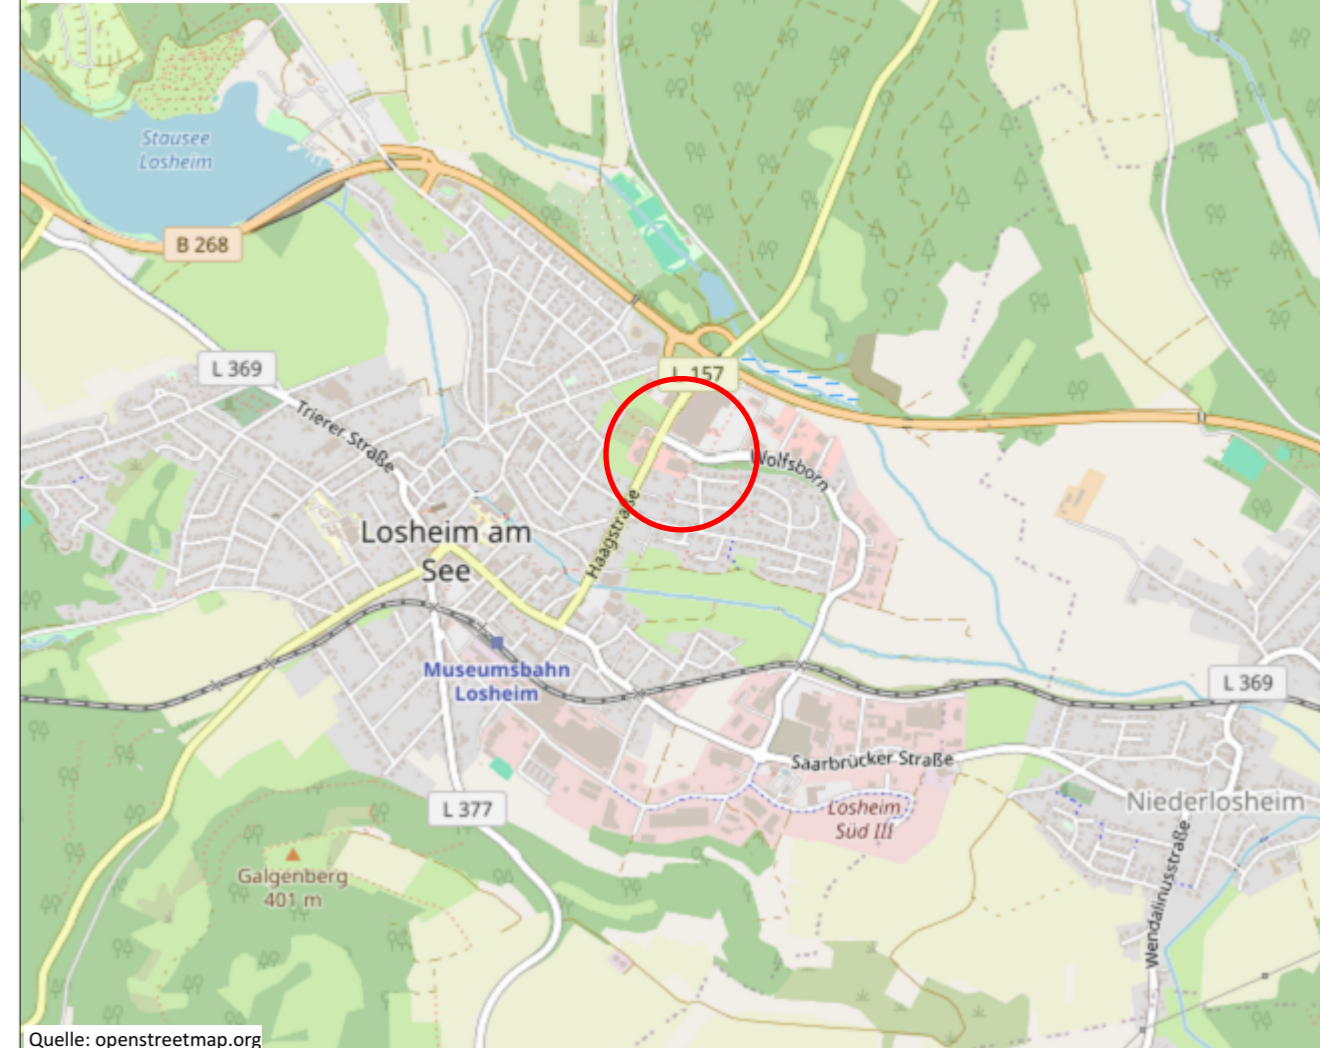 Stausee
Losheim
B 268
L 369
L 157
Trierer Straße
Wolfsborn
Haagstraße
Losheim am
See
Museumsbahn
Losheim
L 369
Saarbrücker Straße
L 377
Losheim
Süd III
Niederlosheim
Galgenberg
401 m
Wendalinusstraße
Quelle: openstreetmap.org